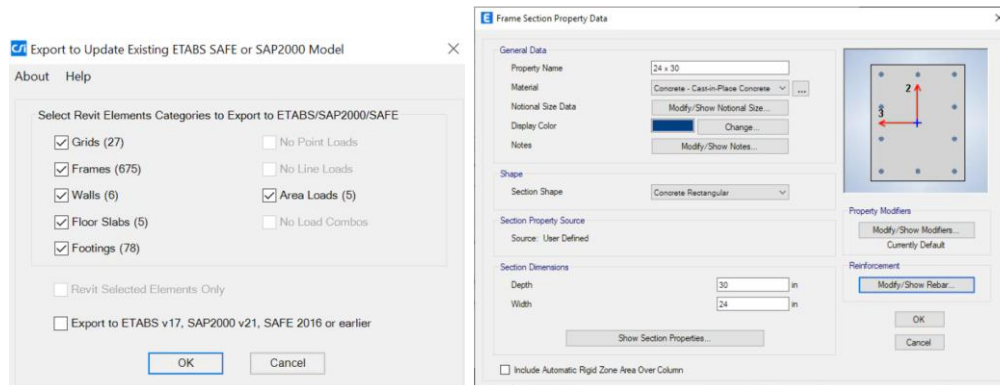 CSi Export to Update Existing ETABS SAFE or SAP2000 Model
About Help
Select Revit Elements Categories to Export to ETABS/SAP2000/SAFE
Grids (27) No Point Loads
Frames (675) No Line Loads
Walls (6) Area Loads (5)
Floor Slabs (5) No Load Combos
Footings (78)
Revit Selected Elements Only
Export to ETABS v17, SAP2000 v21, SAFE 2016 or earlier
OK Cancel
E Frame Section Property Data
General Data
Property Name 24 x 30
Material Concrete - Cast-in-Place Concrete ...
Notional Size Data Modify/Show Notional Size...
Display Color Change...
Notes Modify/Show Notes...
Shape
Section Shape Concrete Rectangular
Section Property Source
Source: User Defined
Section Dimensions
Depth 30 in
Width 24 in
Show Section Properties...
Include Automatic Rigid Zone Area Over Column
2
3
Property Modifiers
Modify/Show Modifiers...
Currently Default
Reinforcement
Modify/Show Rebar...
OK
Cancel